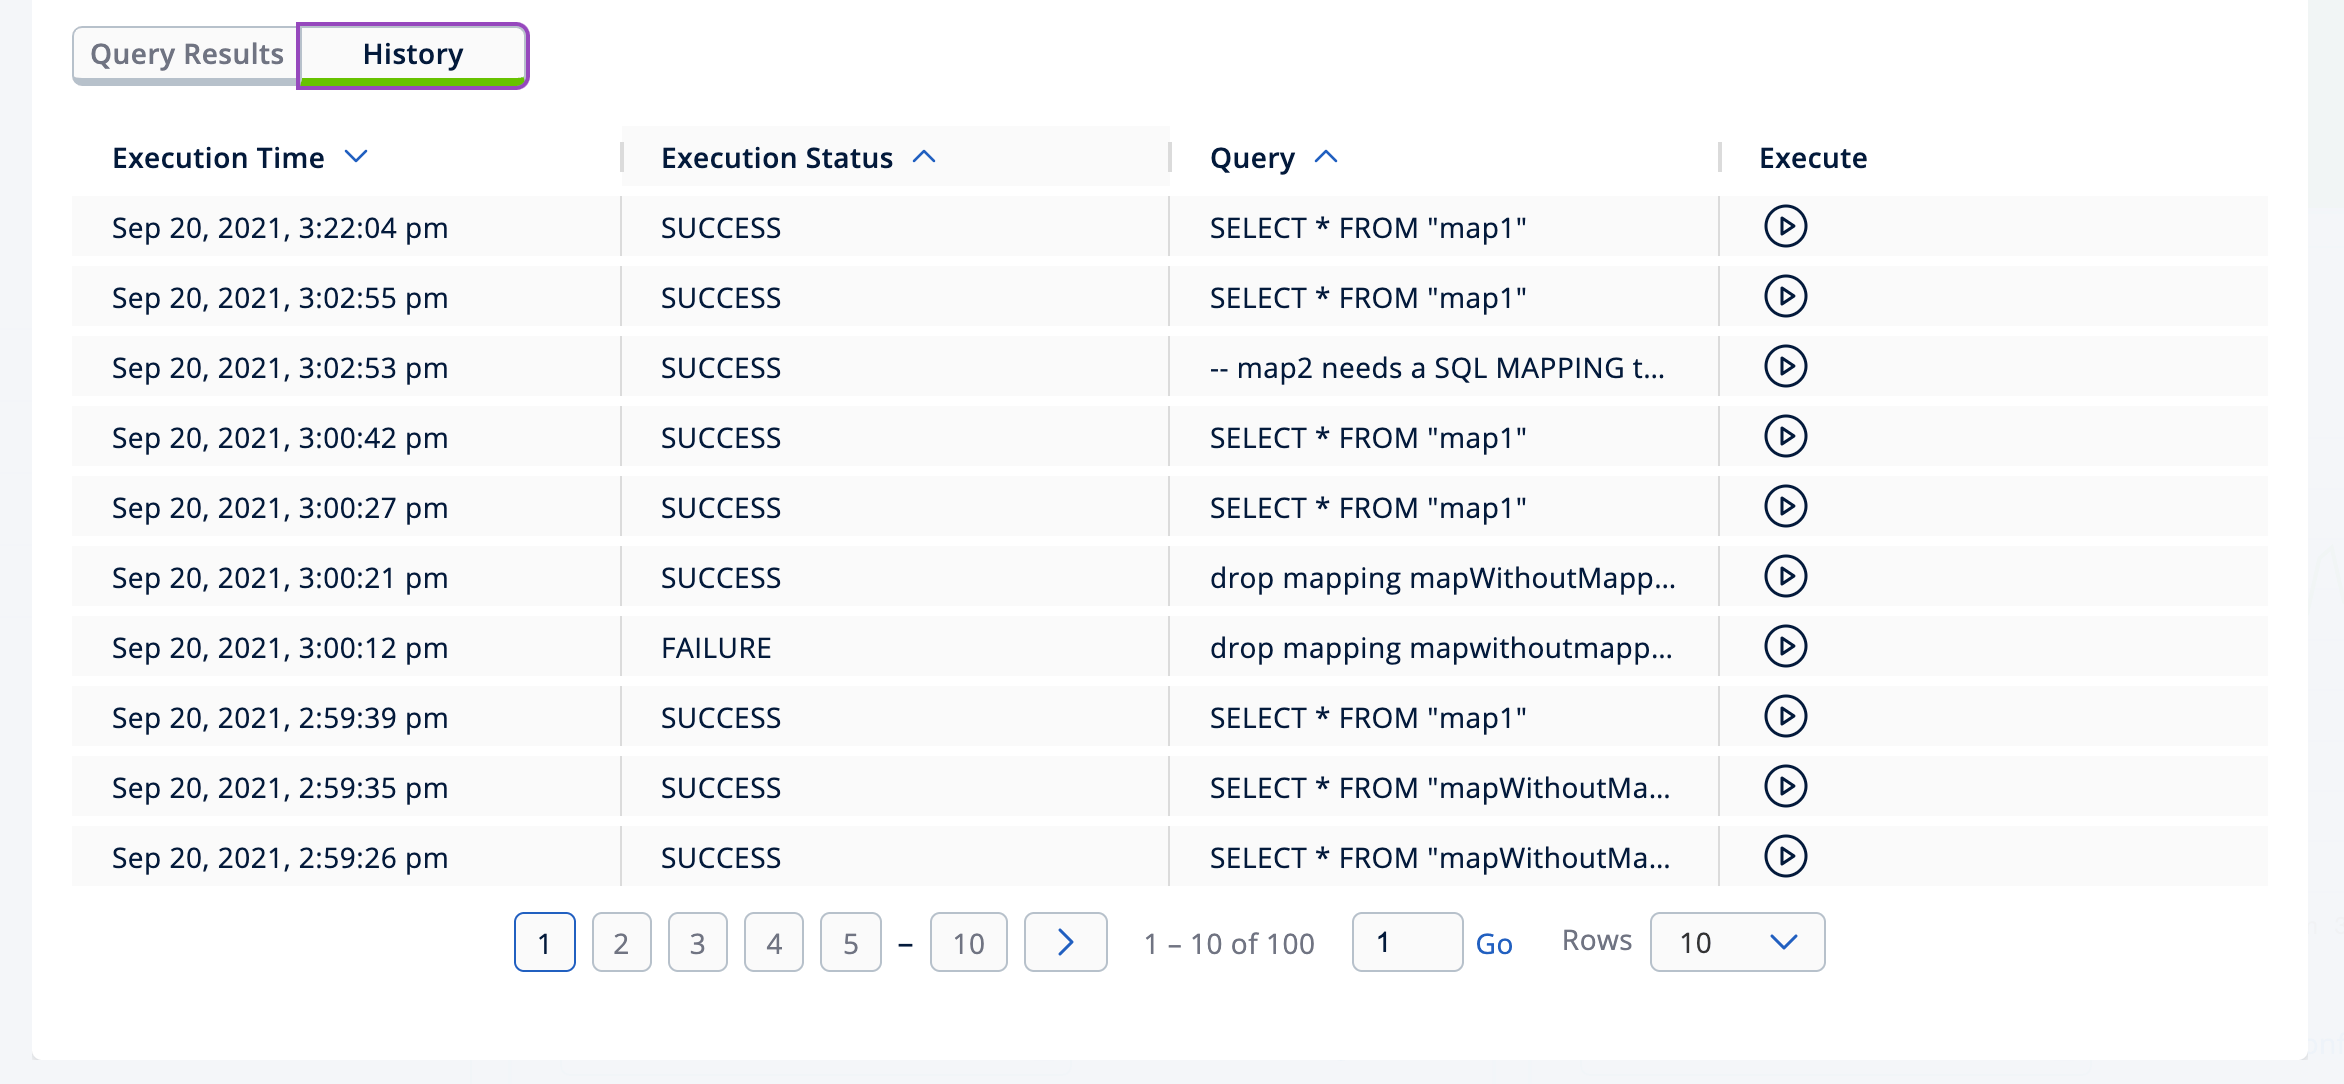 Query Results History
Execution Time Execution Status Query Execute
Sep 20, 2021, 3:22:04 pm SUCCESS SELECT * FROM "map1"
Sep 20, 2021, 3:02:55 pm SUCCESS SELECT * FROM "map1"
Sep 20, 2021, 3:02:53 pm SUCCESS -- map2 needs a SQL MAPPING t...
Sep 20, 2021, 3:00:42 pm SUCCESS SELECT * FROM "map1"
Sep 20, 2021, 3:00:27 pm SUCCESS SELECT * FROM "map1"
Sep 20, 2021, 3:00:21 pm SUCCESS drop mapping mapWithoutMapp...
Sep 20, 2021, 3:00:12 pm FAILURE drop mapping mapwithoutmapp...
Sep 20, 2021, 2:59:39 pm SUCCESS SELECT * FROM "map1"
Sep 20, 2021, 2:59:35 pm SUCCESS SELECT * FROM "mapWithoutMa...
Sep 20, 2021, 2:59:26 pm SUCCESS SELECT * FROM "mapWithoutMa...
1 2 3 4 5 – 10 1 – 10 of 100 1 Go Rows 10